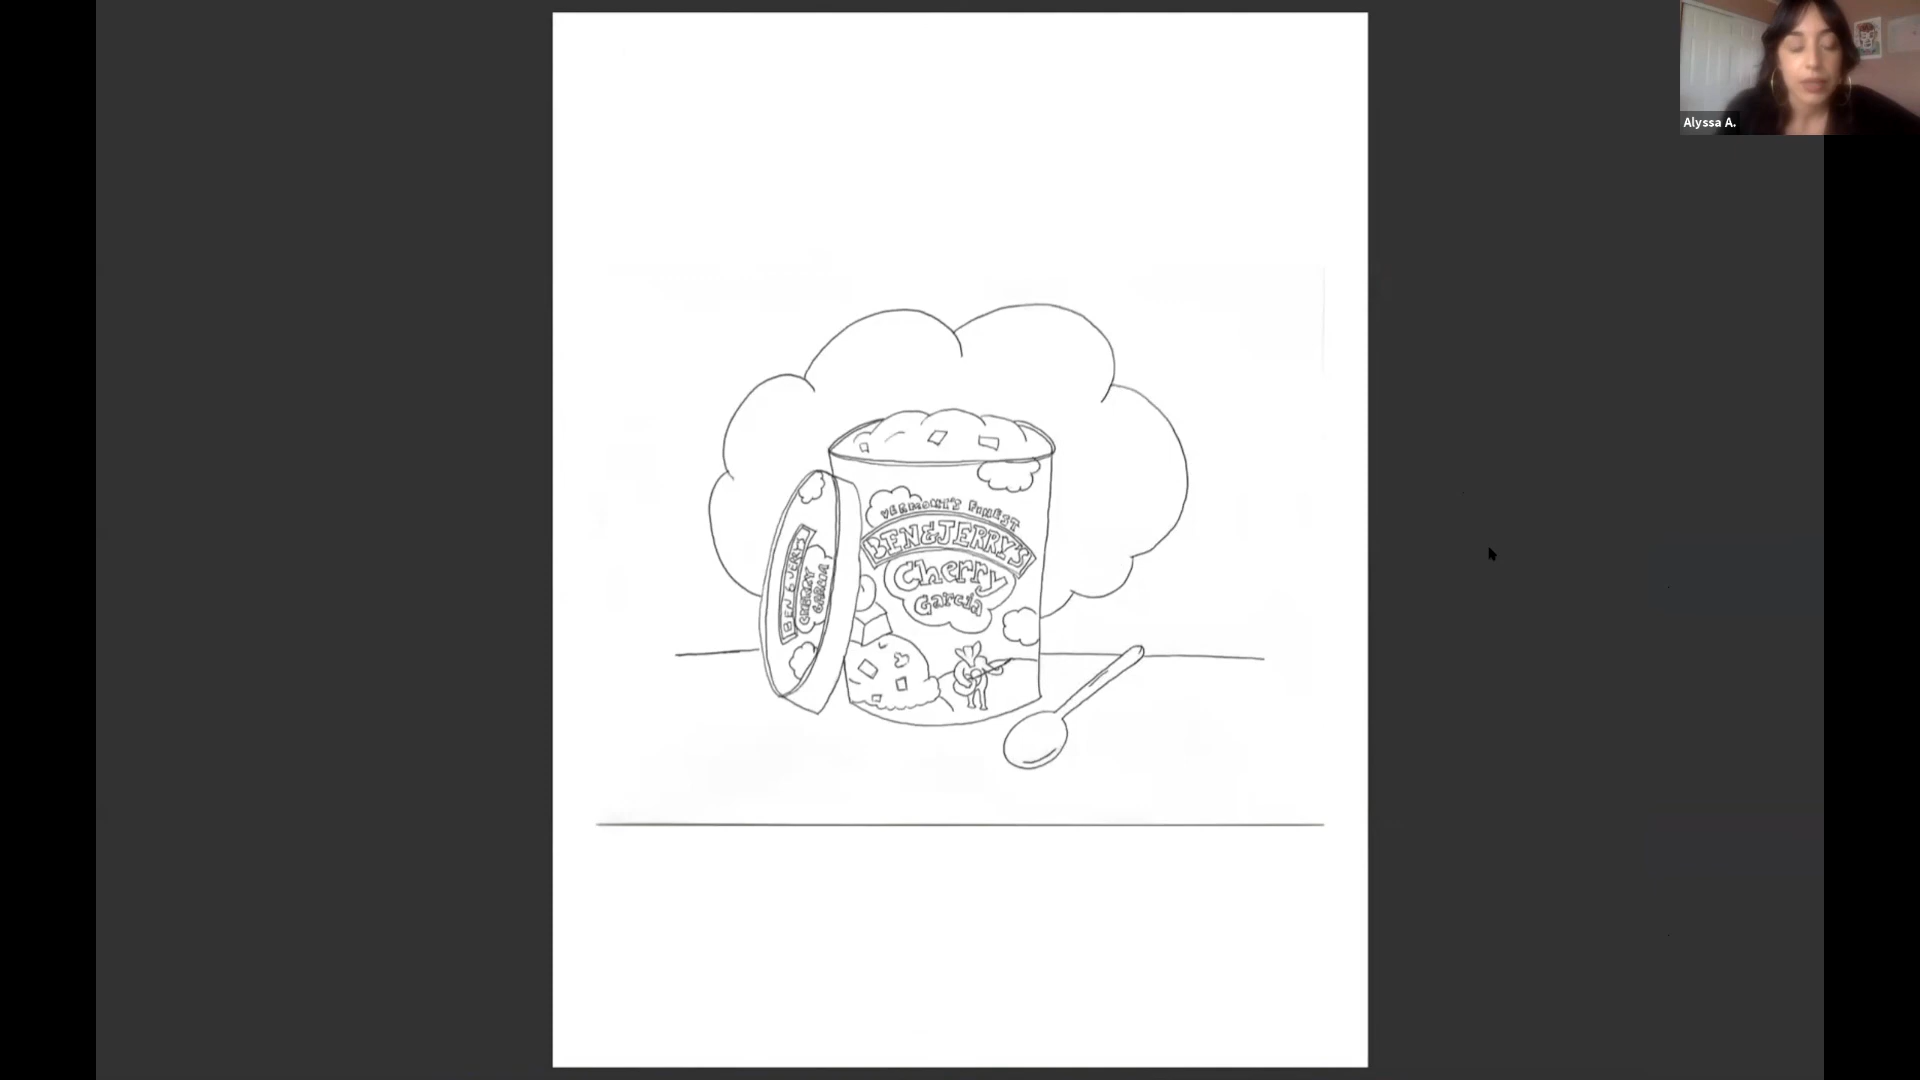 Alyssa A.
VERMONT'S FINEST
BEN&JERRY'S
Cherry
Garcia
BEN & JERRY'S
CHERRY
GARCIA